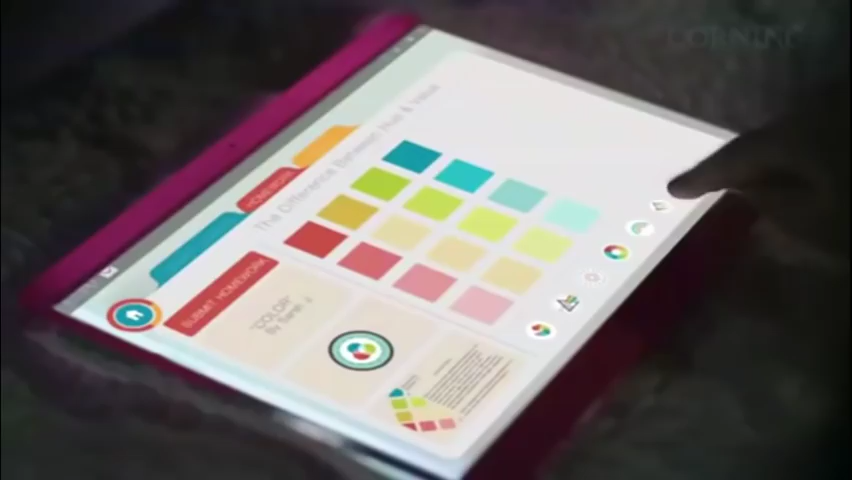 CORNING
HOMEWORK
The Difference Between Hue & Value
SUBMIT HOMEWORK
"COLOR"
By Sarah J.